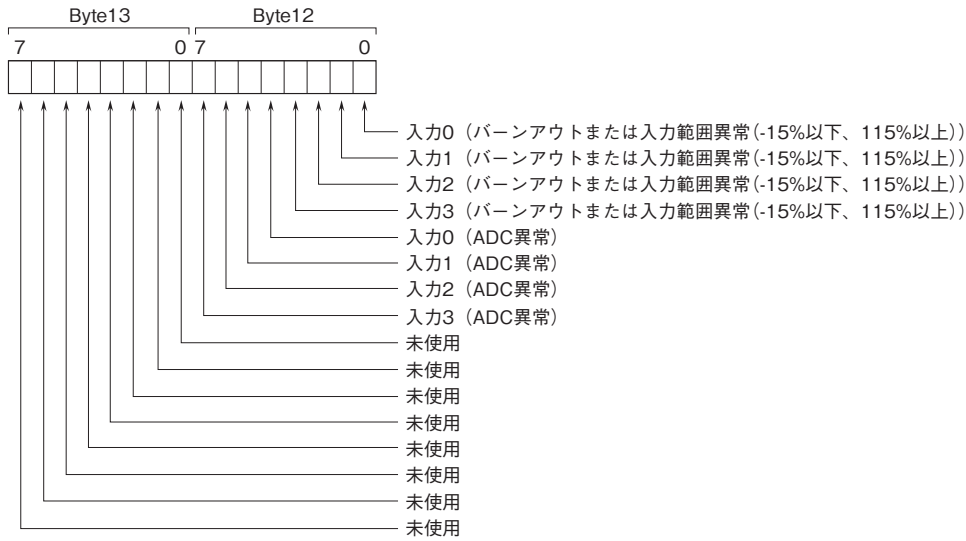 Byte13 Byte12
7 0 7 0
入力0（バーンアウトまたは入力範囲異常(-15%以下、115%以上)）
入力1（バーンアウトまたは入力範囲異常(-15%以下、115%以上)）
入力2（バーンアウトまたは入力範囲異常(-15%以下、115%以上)）
入力3（バーンアウトまたは入力範囲異常(-15%以下、115%以上)）
入力0（ADC異常）
入力1（ADC異常）
入力2（ADC異常）
入力3（ADC異常）
未使用
未使用
未使用
未使用
未使用
未使用
未使用
未使用